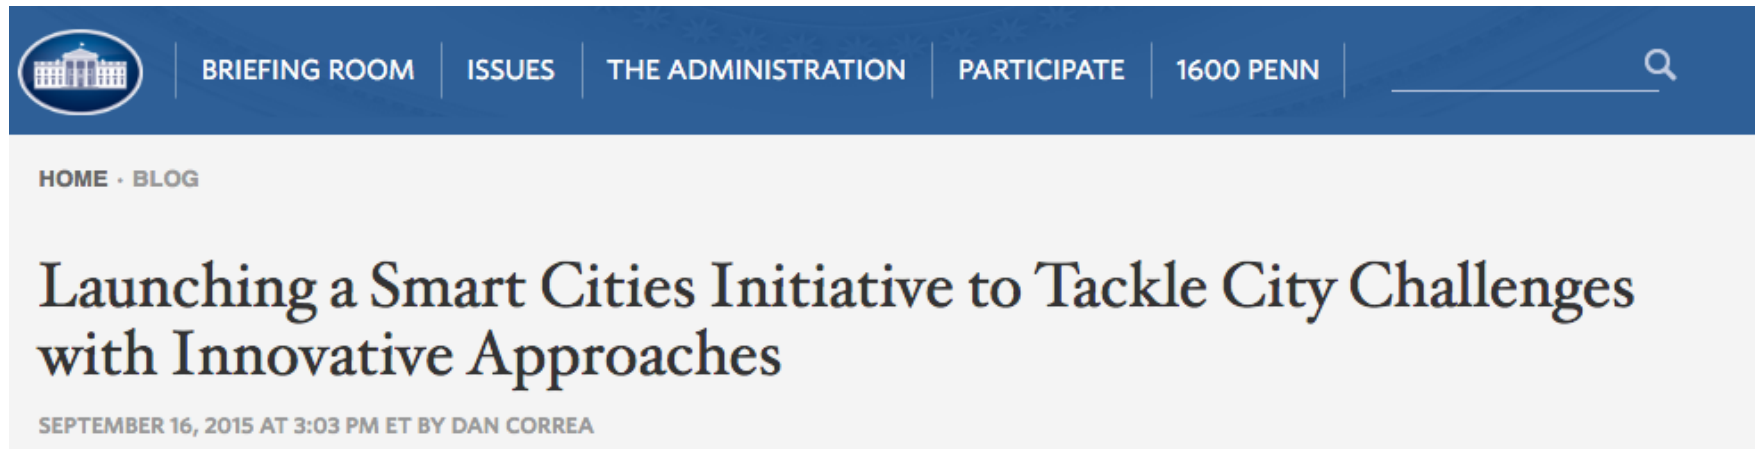 BRIEFING ROOM ISSUES THE ADMINISTRATION PARTICIPATE 1600 PENN
HOME · BLOG
Launching a Smart Cities Initiative to Tackle City Challenges
with Innovative Approaches
SEPTEMBER 16, 2015 AT 3:03 PM ET BY DAN CORREA